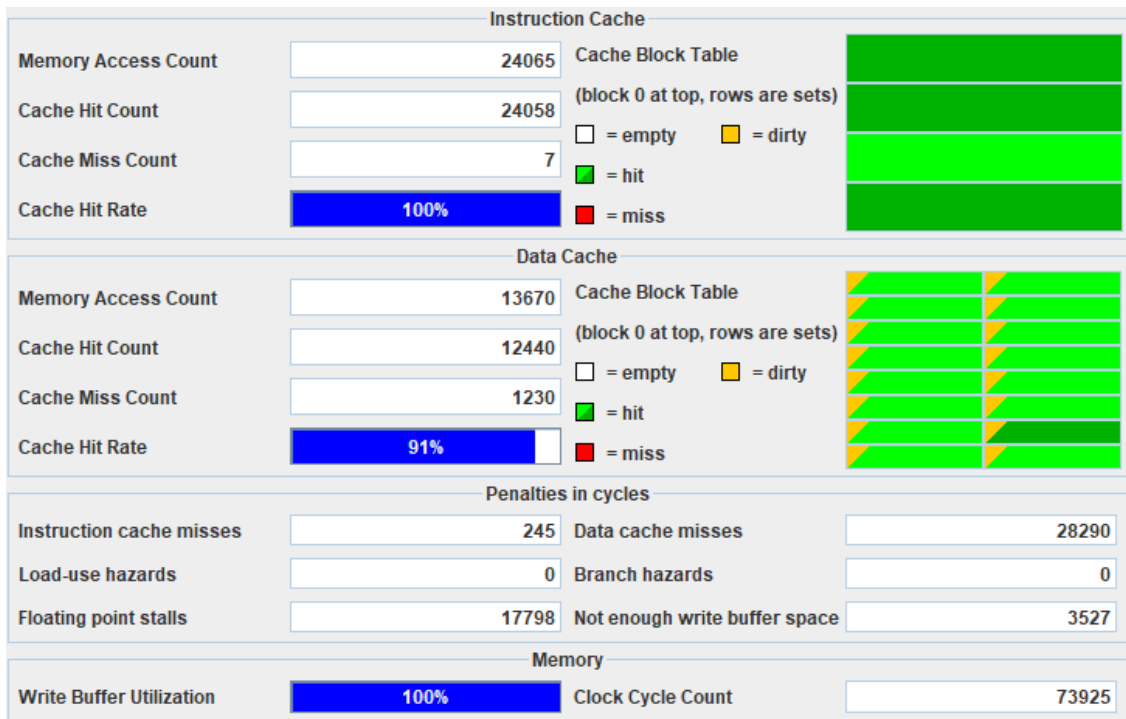 Instruction Cache
Memory Access Count 24065 Cache Block Table
(block 0 at top, rows are sets)
Cache Hit Count 24058
= empty = dirty
Cache Miss Count 7
= hit
Cache Hit Rate 100%
= miss
Data Cache
Memory Access Count 13670 Cache Block Table
(block 0 at top, rows are sets)
Cache Hit Count 12440
= empty = dirty
Cache Miss Count 1230
= hit
Cache Hit Rate 91%
= miss
Penalties in cycles
Instruction cache misses 245 Data cache misses 28290
Load-use hazards 0 Branch hazards 0
Floating point stalls 17798 Not enough write buffer space 3527
Memory
Write Buffer Utilization 100% Clock Cycle Count 73925